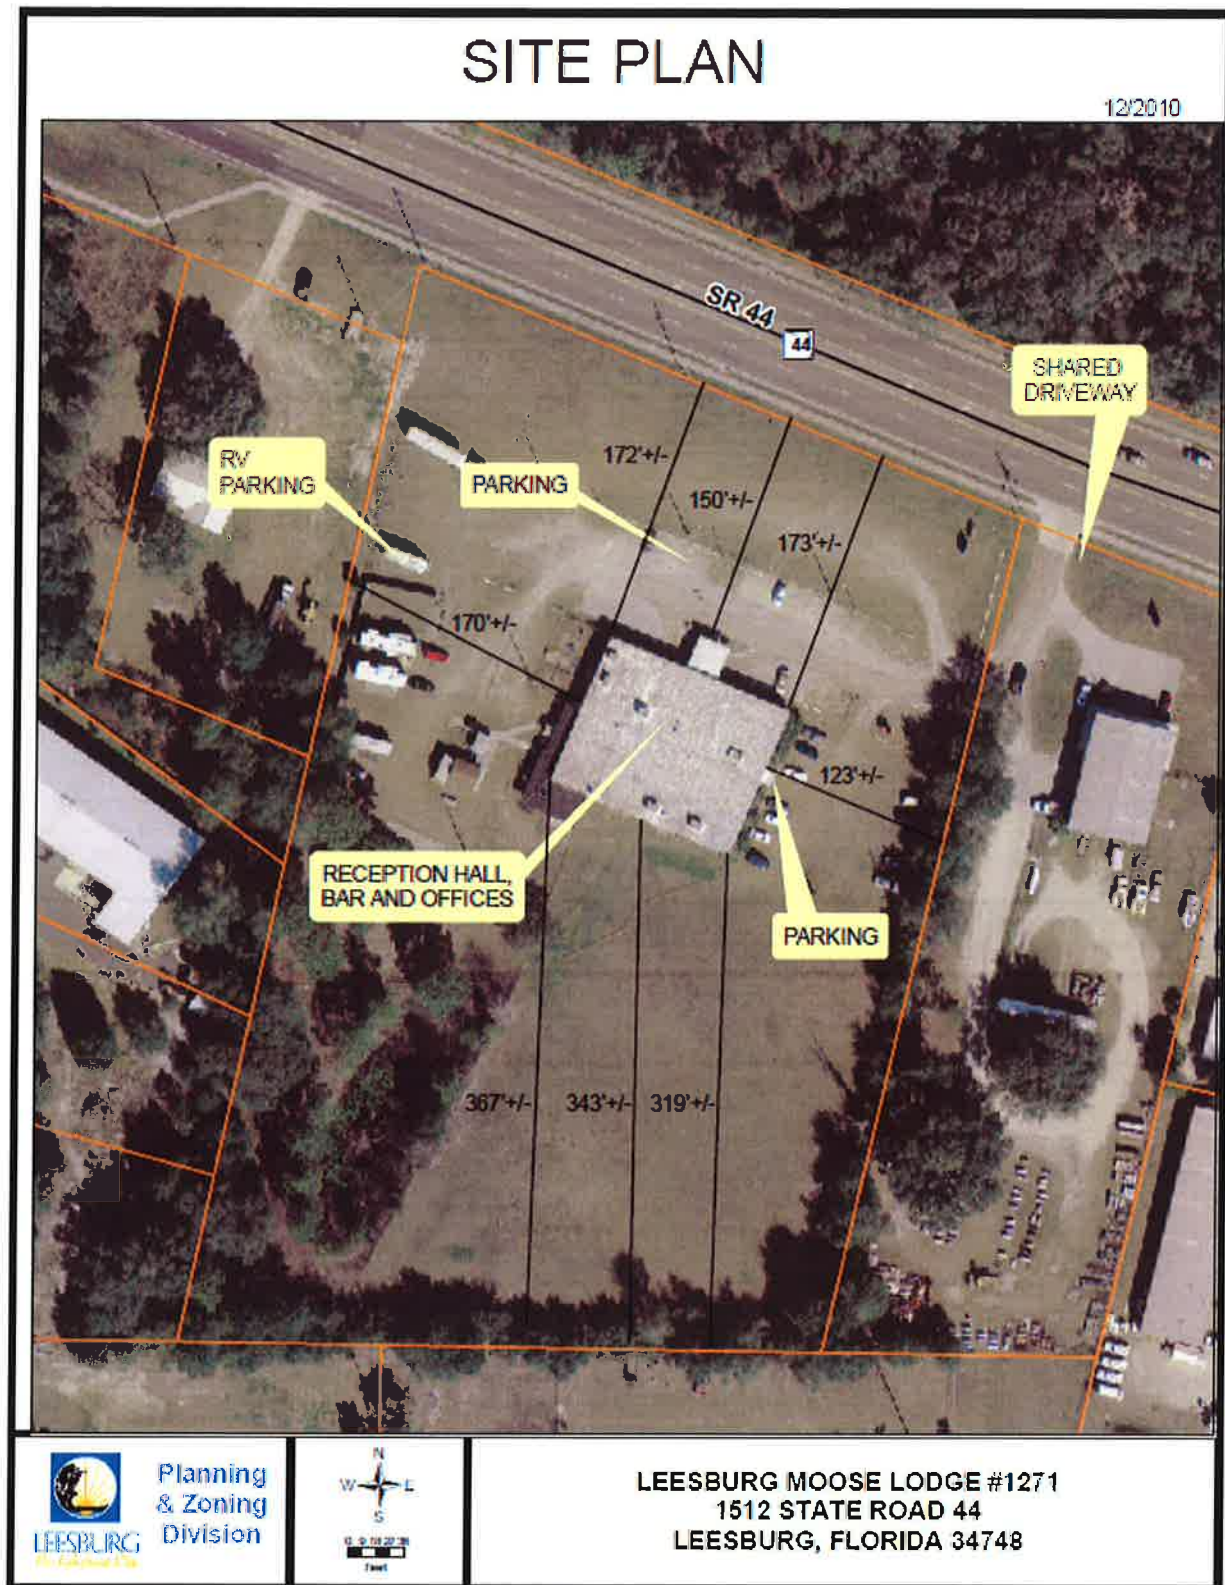 SITE PLAN
12/2010
SR 44
44
SHARED
DRIVEWAY
RV
PARKING
PARKING
172'+/-
150'+/-
173'+/-
170'+/-
123'+/-
RECEPTION HALL,
BAR AND OFFICES
PARKING
367'+/-
343'+/-
319'+/-
LEESBURG
Planning
& Zoning
Division
N
W E
S
Feet
LEESBURG MOOSE LODGE #1271
1512 STATE ROAD 44
LEESBURG, FLORIDA 34748